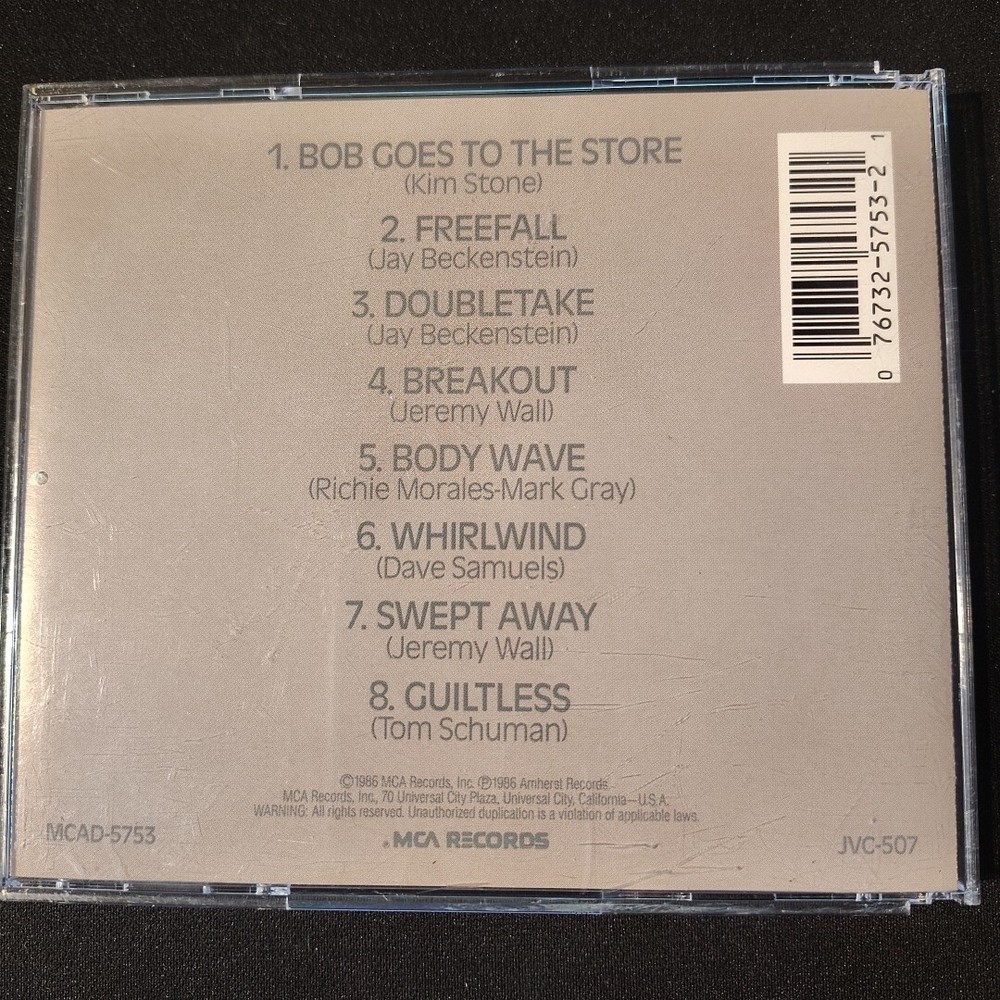 1. BOB GOES TO THE STORE
(Kim Stone)
2. FREEFALL
(Jay Beckenstein)
3. DOUBLETAKE
(Jay Beckenstein)
4. BREAKOUT
(Jeremy Wall)
5. BODY WAVE
(Richie Morales-Mark Gray)
6. WHIRLWIND
(Dave Samuels)
7. SWEPT AWAY
(Jeremy Wall)
8. GUILTLESS
(Tom Schuman)
©1986 MCA Records, Inc. ℗1986 Amherst Records
MCA Records, Inc., 70 Universal City Plaza, Universal City, California—U.S.A.
WARNING: All rights reserved. Unauthorized duplication is a violation of applicable laws.
MCAD-5753
MCA RECORDS
JVC-507
0 76732-5753-2 1